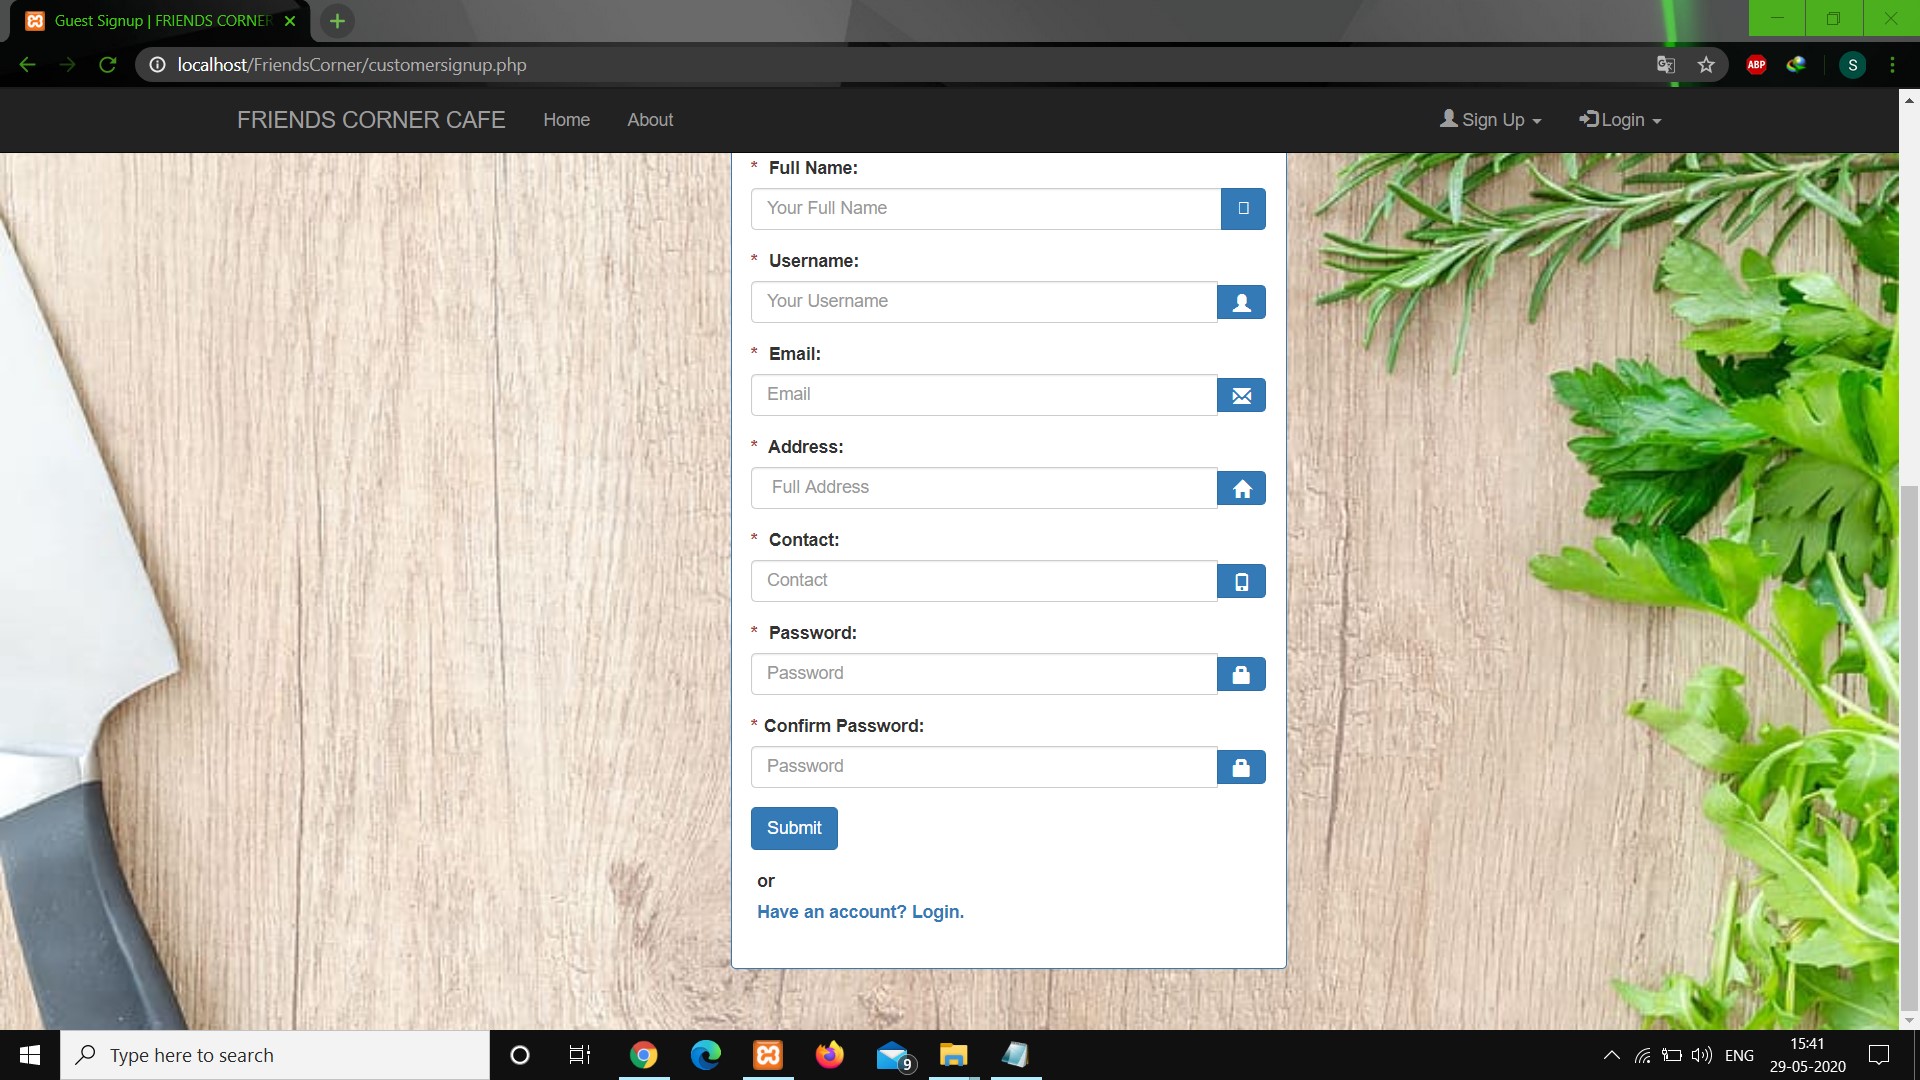 Guest Signup | FRIENDS CORNER
localhost/FriendsCorner/customersignup.php
ABP
S
FRIENDS CORNER CAFE Home About Sign Up Login
* Full Name:
Your Full Name
* Username:
Your Username
* Email:
Email
* Address:
Full Address
* Contact:
Contact
* Password:
Password
* Confirm Password:
Password
Submit
or
Have an account? Login.
Type here to search
9
ENG
15:41
29-05-2020